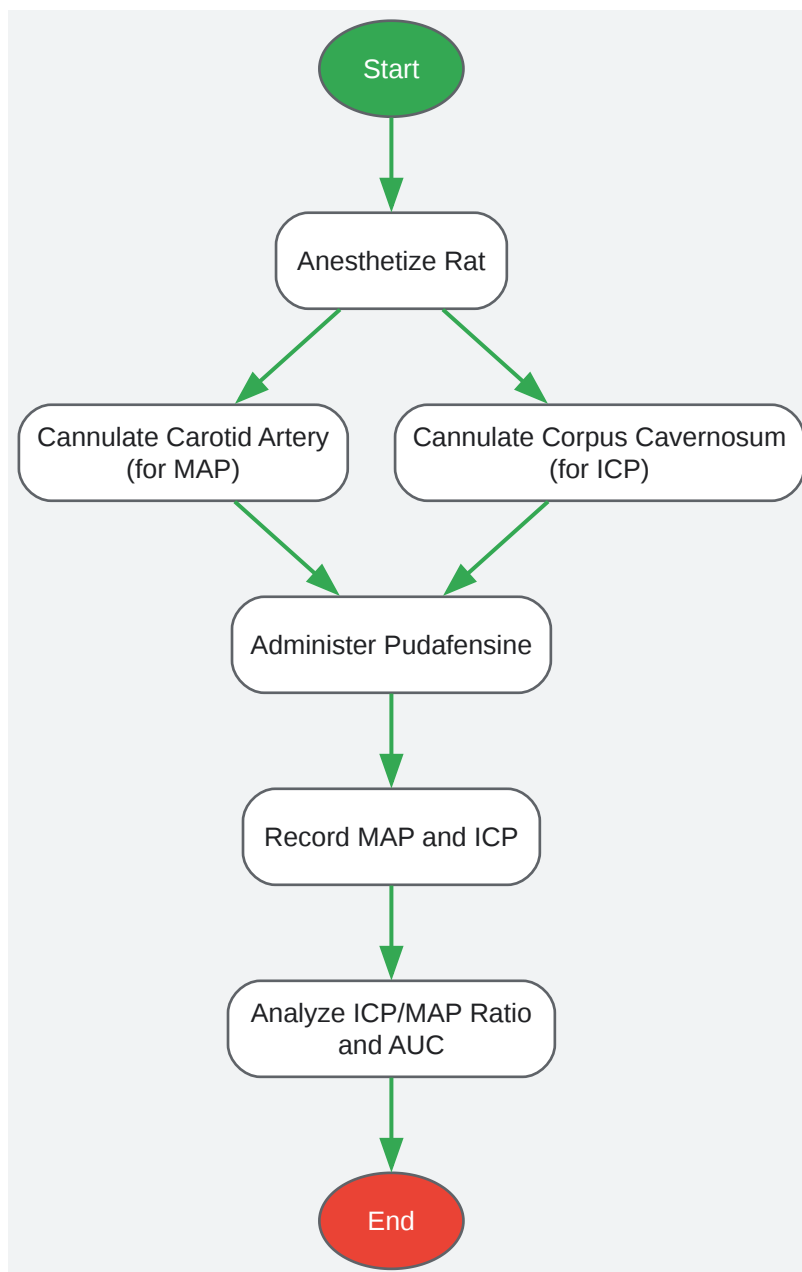 Start
Anesthetize Rat
Cannulate Carotid Artery
(for MAP)
Cannulate Corpus Cavernosum
(for ICP)
Administer Pudafensine
Record MAP and ICP
Analyze ICP/MAP Ratio
and AUC
End